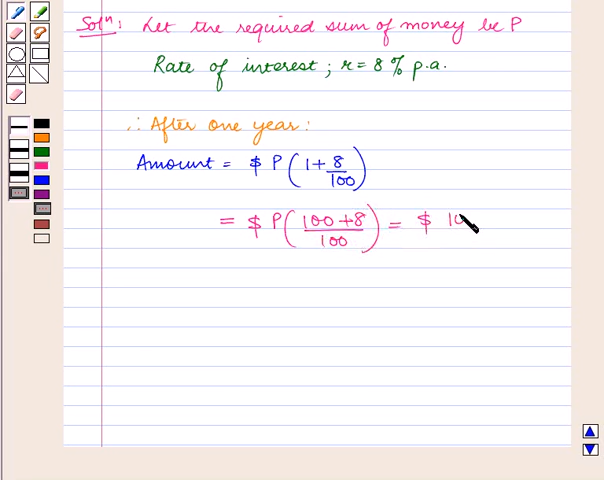 Solⁿ: Let the required sum of money be P
Rate of interest ; r = 8 % p.a.
∴ After one year:
Amount = $ P (1 + 8/100)
= $ P (100 + 8/100) = $ 10